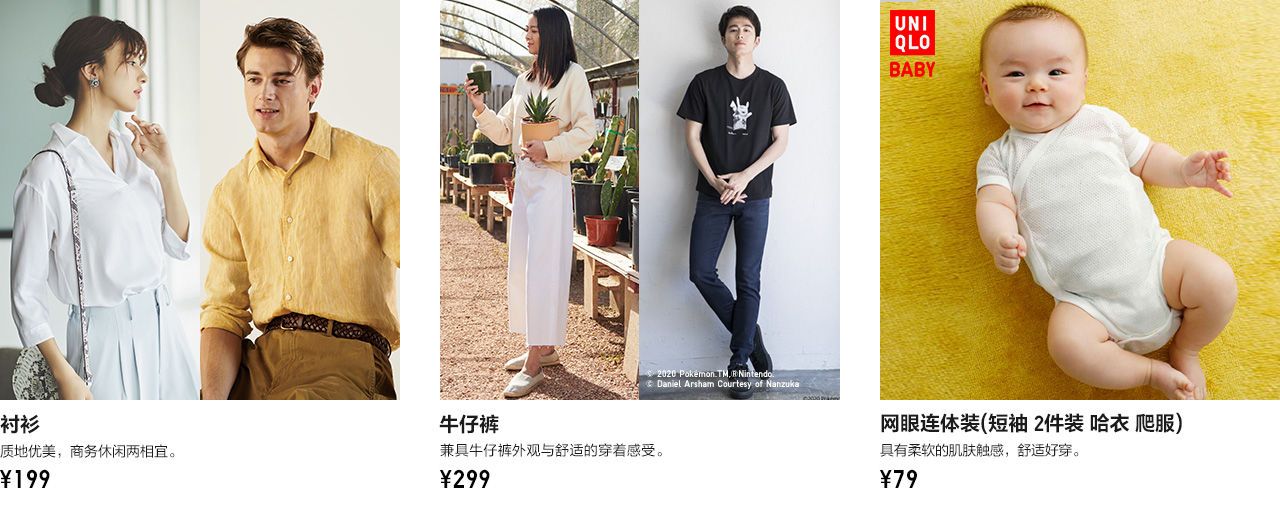 UNI
QLO
BABY
© 2020 Pokémon.TM,®Nintendo.
© Daniel Arsham Courtesy of Nanzuka
衬衫
质地优美，商务休闲两相宜。
¥199
牛仔裤
兼具牛仔裤外观与舒适的穿着感受。
¥299
网眼连体装(短袖 2件装 哈衣 爬服)
具有柔软的肌肤触感，舒适好穿。
¥79